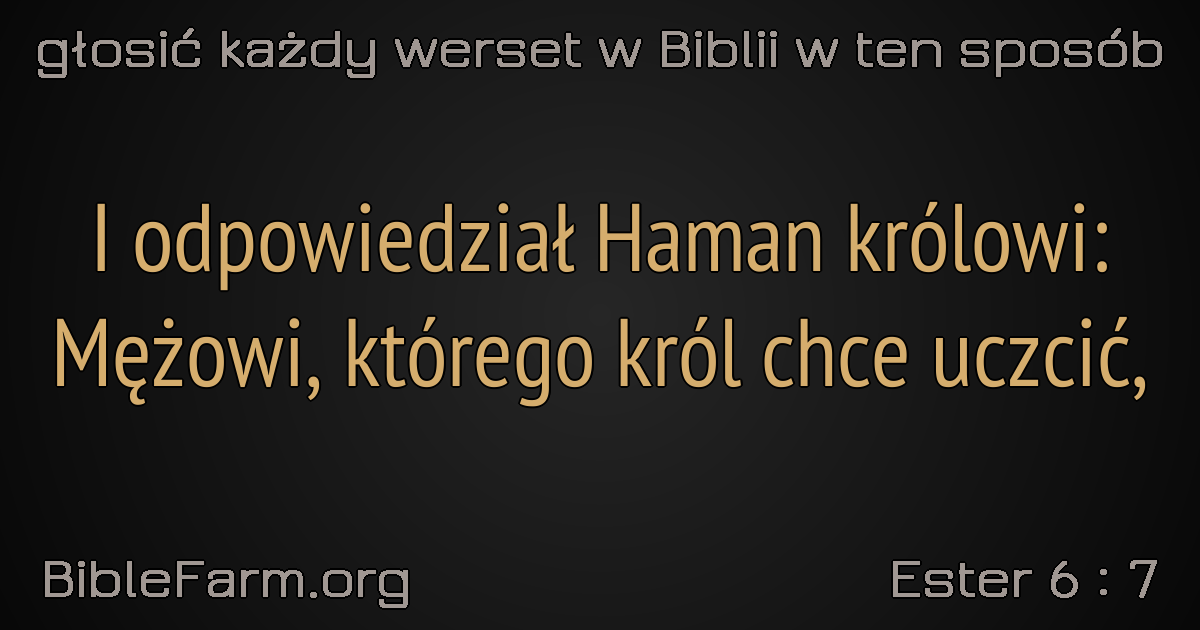 głosić każdy werset w Biblii w ten sposób
I odpowiedział Haman królowi:
Mężowi, którego król chce uczcić,
BibleFarm.org
Ester 6 : 7